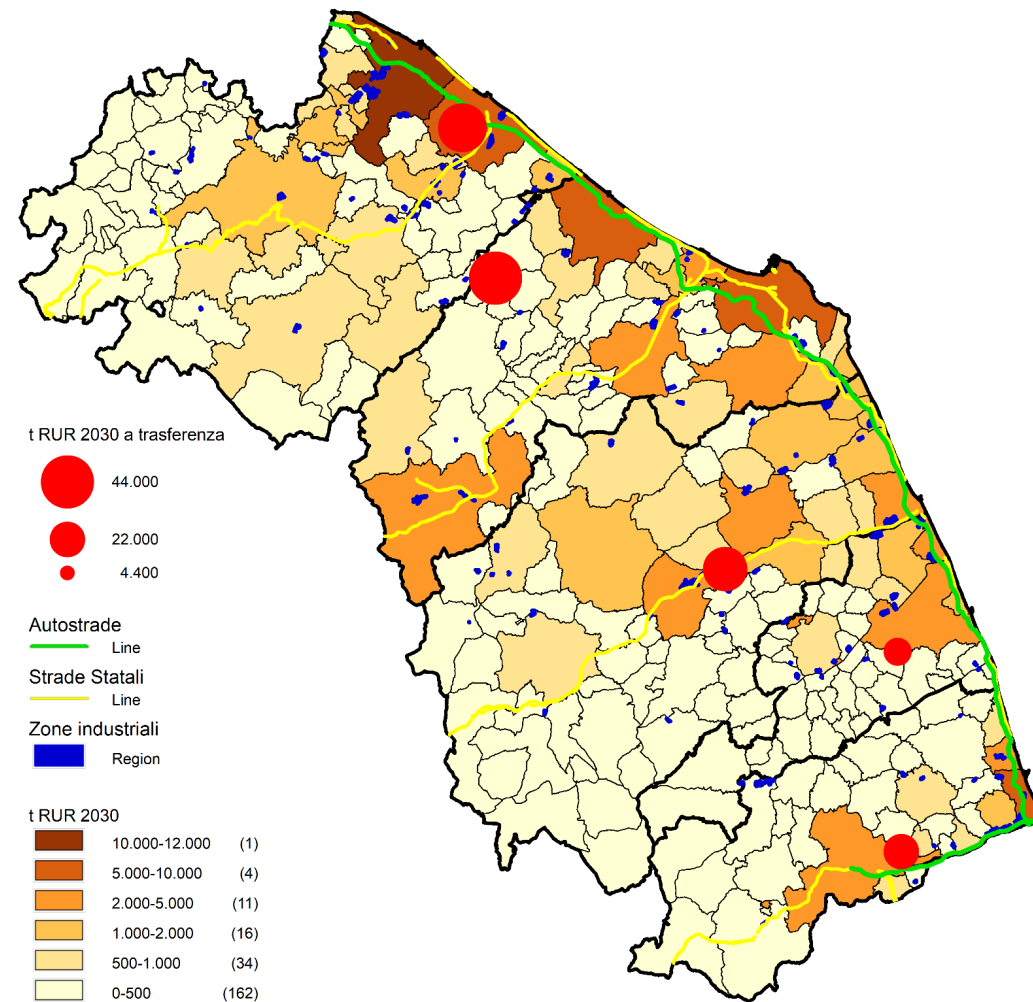 t RUR 2030 a trasferenza
44.000
22.000
4.400
Autostrade
Line
Strade Statali
Line
Zone industriali
Region
t RUR 2030
10.000-12.000 (1)
5.000-10.000 (4)
2.000-5.000 (11)
1.000-2.000 (16)
500-1.000 (34)
0-500 (162)